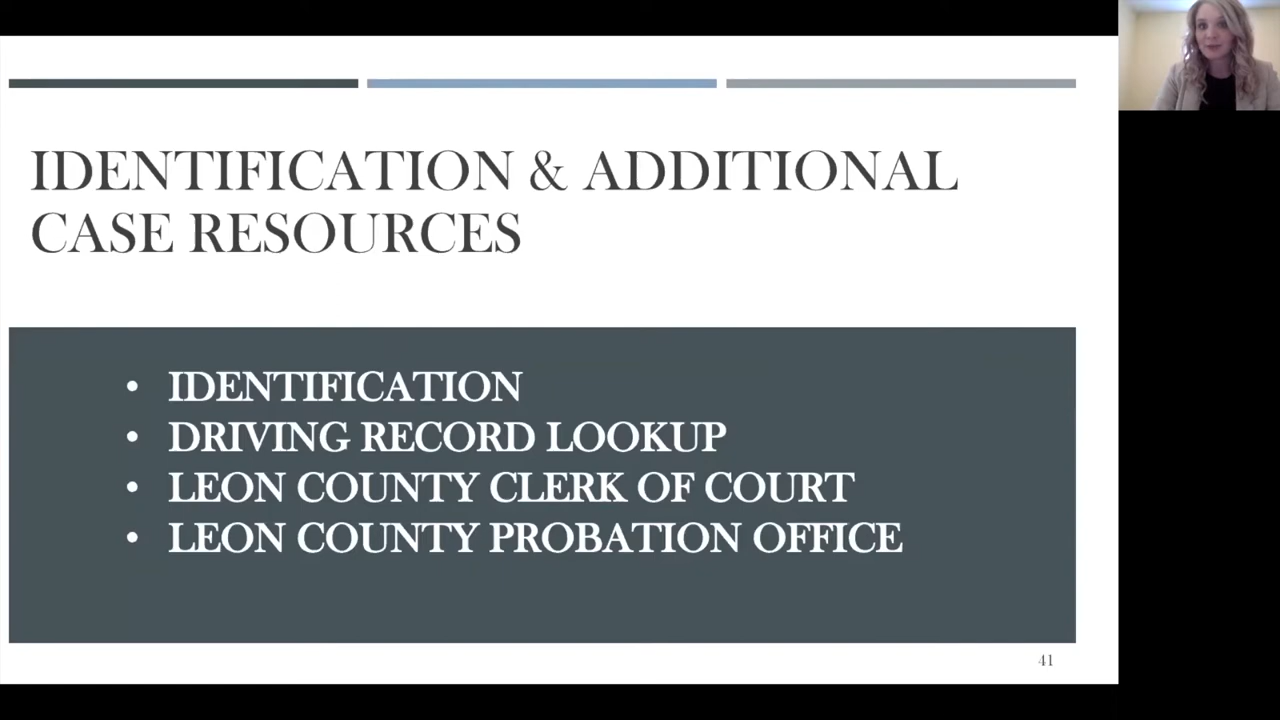 IDENTIFICATION & ADDITIONAL
CASE RESOURCES
• IDENTIFICATION
• DRIVING RECORD LOOKUP
• LEON COUNTY CLERK OF COURT
• LEON COUNTY PROBATION OFFICE
41